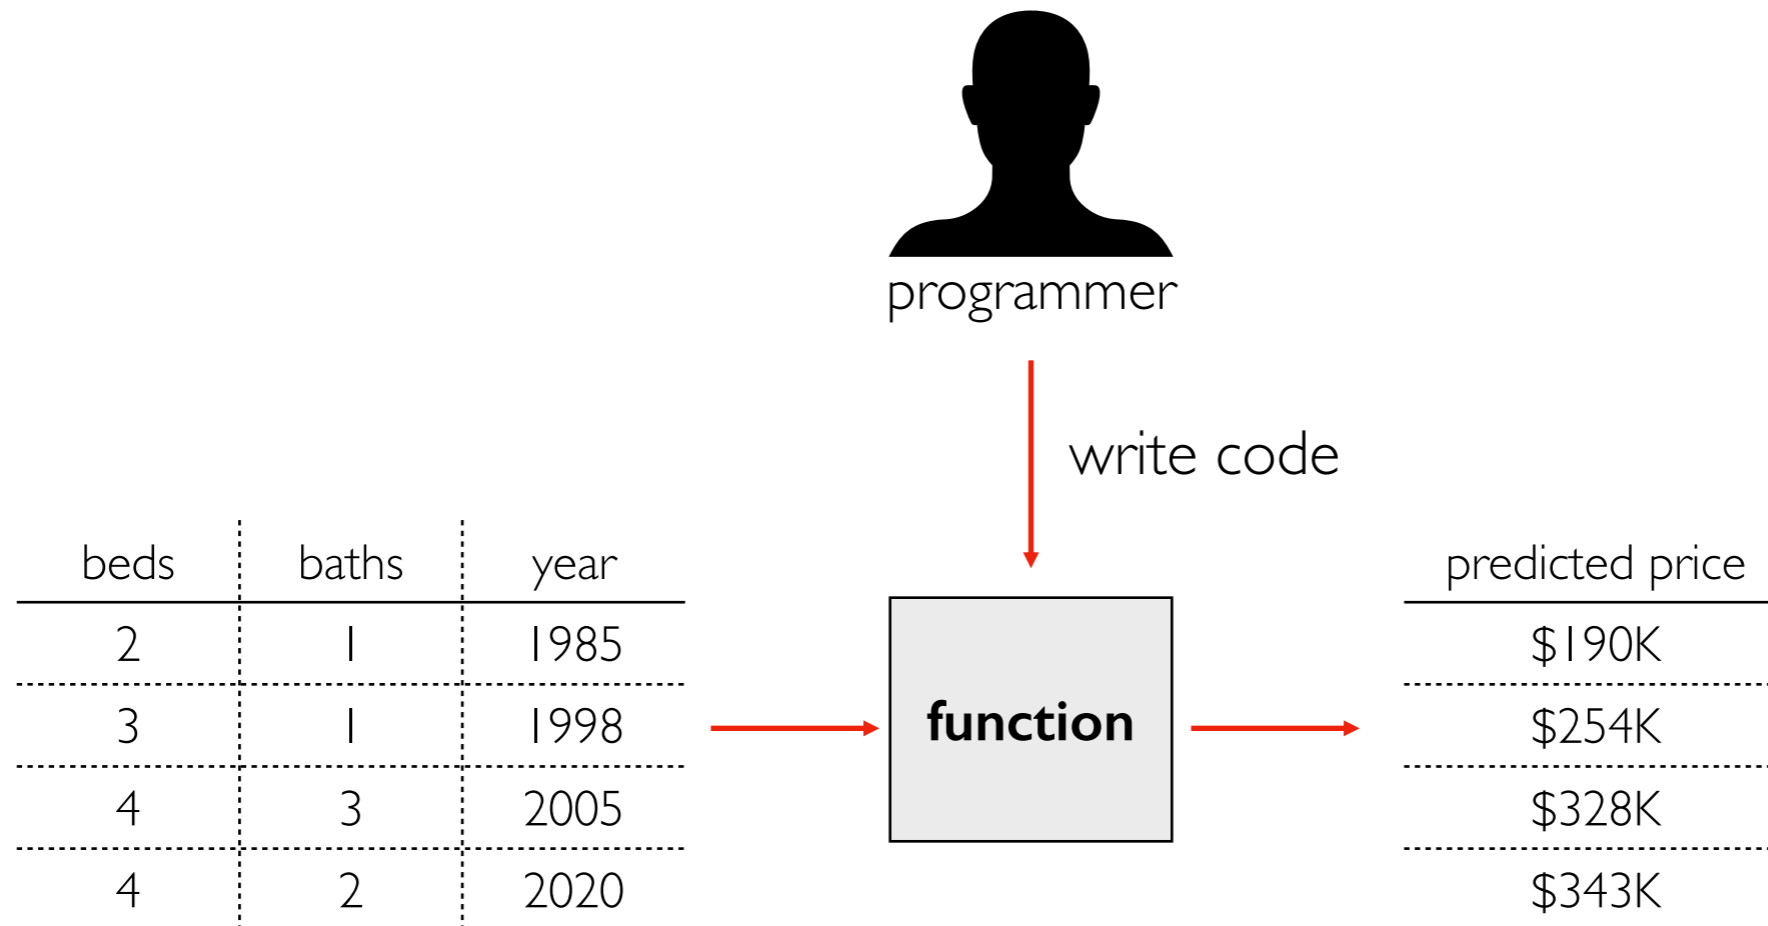 programmer
write code
beds baths year
predicted price
2 1 1985
$190K
3 1 1998
function
$254K
4 3 2005
$328K
4 2 2020
$343K